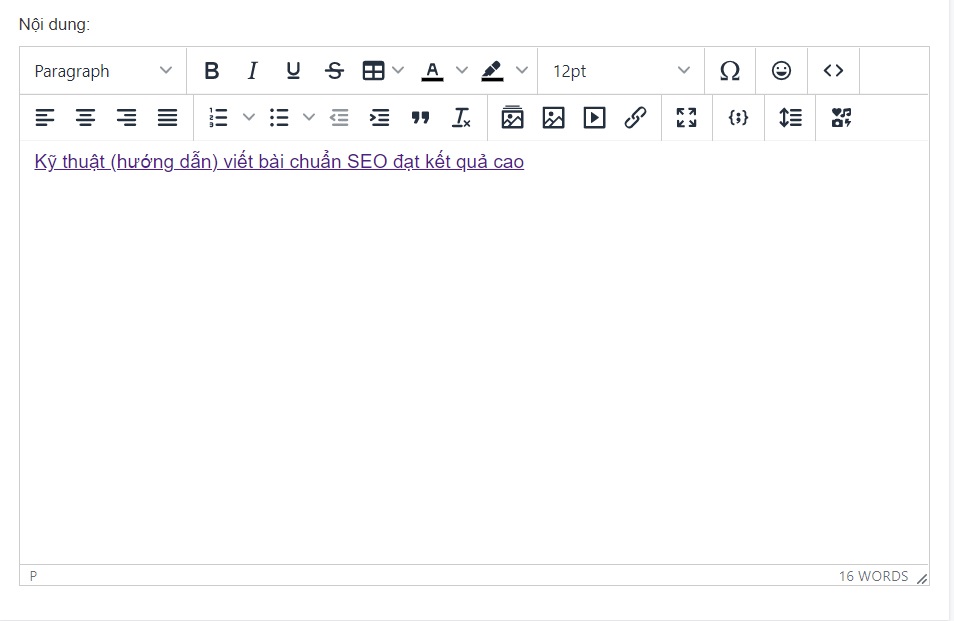 Nội dung:
Paragraph B I U S A 12pt Ω
Kỹ thuật (hướng dẫn) viết bài chuẩn SEO đạt kết quả cao
P 16 WORDS